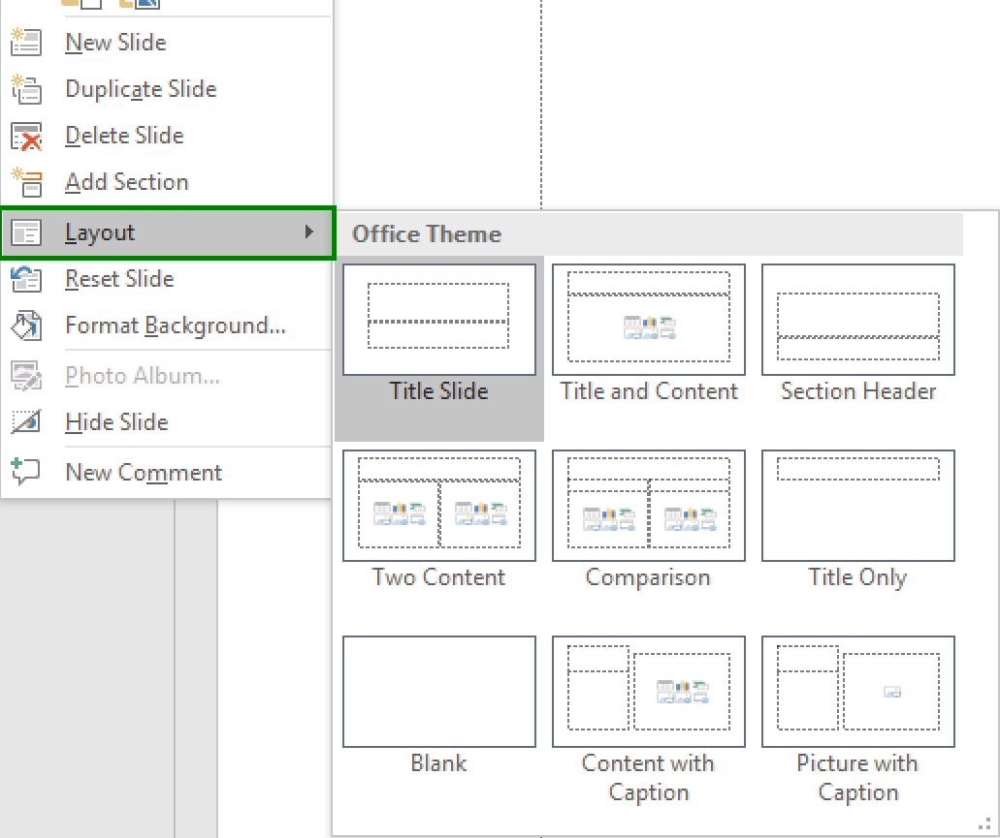 New Slide
Duplicate Slide
Delete Slide
Add Section
Layout
Reset Slide
Format Background...
Photo Album...
Hide Slide
New Comment
Office Theme
Title Slide
Title and Content
Section Header
Two Content
Comparison
Title Only
Blank
Content with
Caption
Picture with
Caption